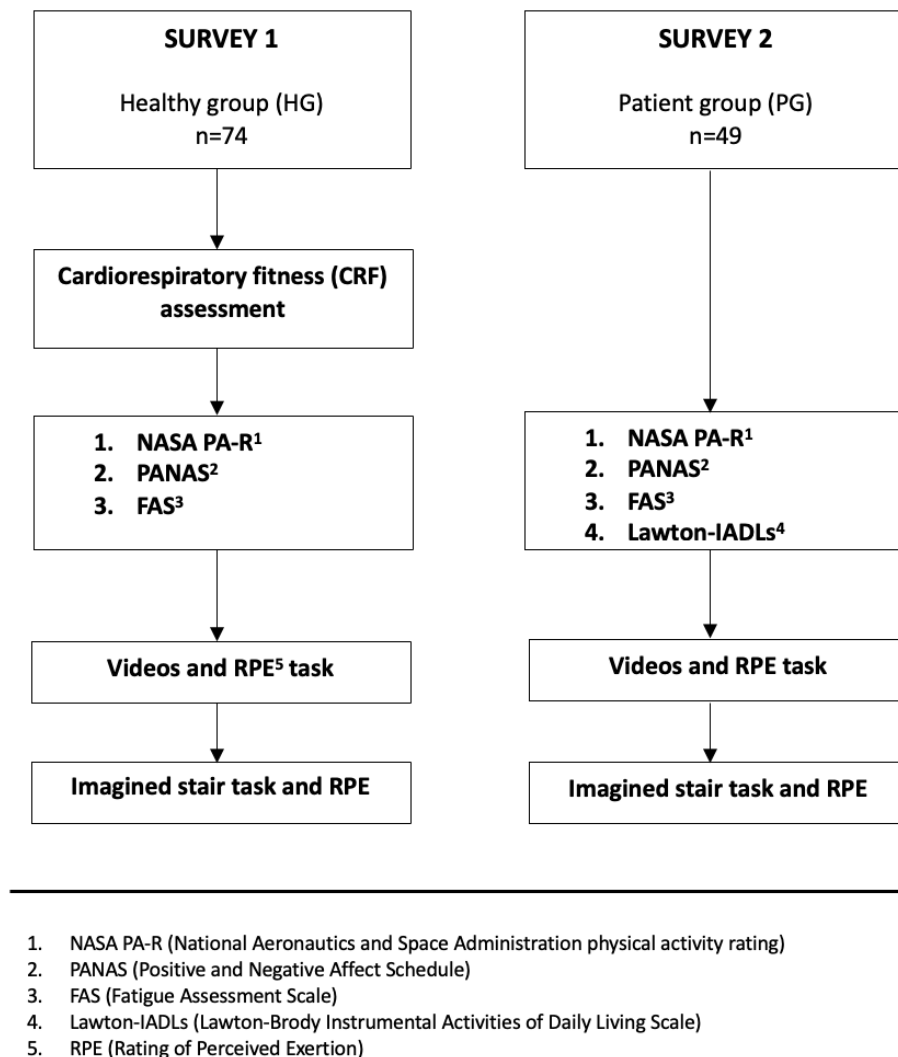 SURVEY 1
Healthy group (HG)
n=74
Cardiorespiratory fitness (CRF)
assessment
1. NASA PA-R¹
2. PANAS²
3. FAS³
Videos and RPE⁵ task
Imagined stair task and RPE
SURVEY 2
Patient group (PG)
n=49
1. NASA PA-R¹
2. PANAS²
3. FAS³
4. Lawton-IADLs⁴
Videos and RPE task
Imagined stair task and RPE
1. NASA PA-R (National Aeronautics and Space Administration physical activity rating)
2. PANAS (Positive and Negative Affect Schedule)
3. FAS (Fatigue Assessment Scale)
4. Lawton-IADLs (Lawton-Brody Instrumental Activities of Daily Living Scale)
5. RPE (Rating of Perceived Exertion)